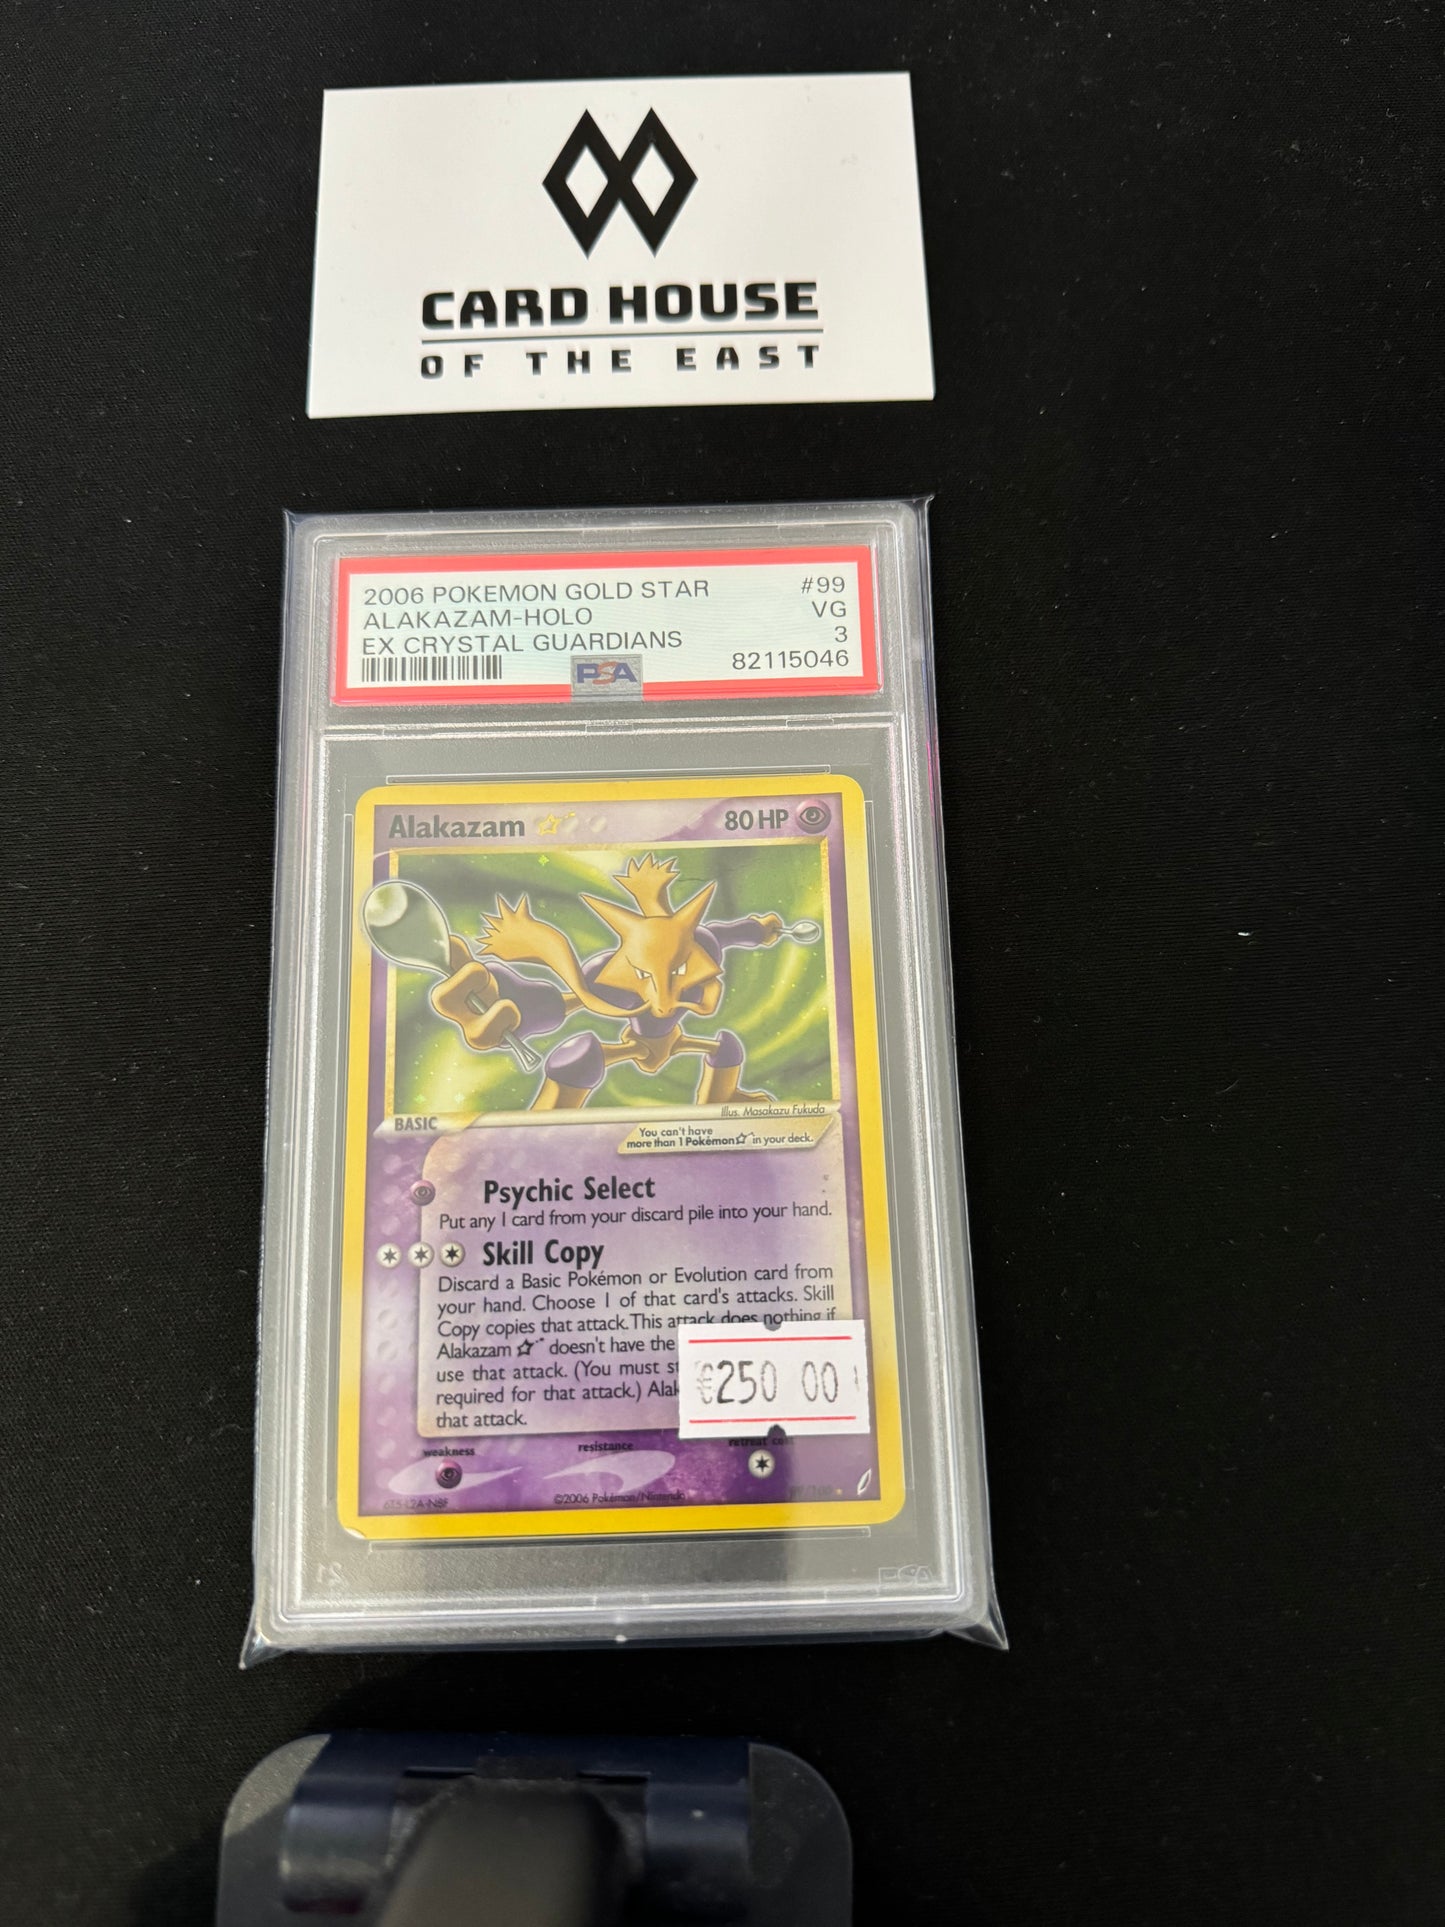 CARD HOUSE
OF THE EAST
2006 POKEMON GOLD STAR #99
ALAKAZAM-HOLO VG
EX CRYSTAL GUARDIANS 3
PSA 82115046
Alakazam ☆ 80 HP
BASIC
Illus. Masakazu Fukuda
You can't have
more than 1 Pokémon ☆ in your deck.
Psychic Select
Put any 1 card from your discard pile into your hand.
Skill Copy
Discard a Basic Pokémon or Evolution card from
your hand. Choose 1 of that card's attacks. Skill
Copy copies that attack. This attack does nothing if
Alakazam ☆ doesn't have the
use that attack. (You must
required for that attack.)
that attack.
€250 00
weakness resistance retreat cost
©2006 Pokémon/Nintendo 99/100
PSA